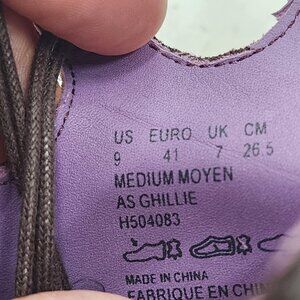 US EURO UK CM
9 41 7 26.5
MEDIUM MOYEN
AS GHILLIE
H504083
MADE IN CHINA
FABRIQUE EN CHIN